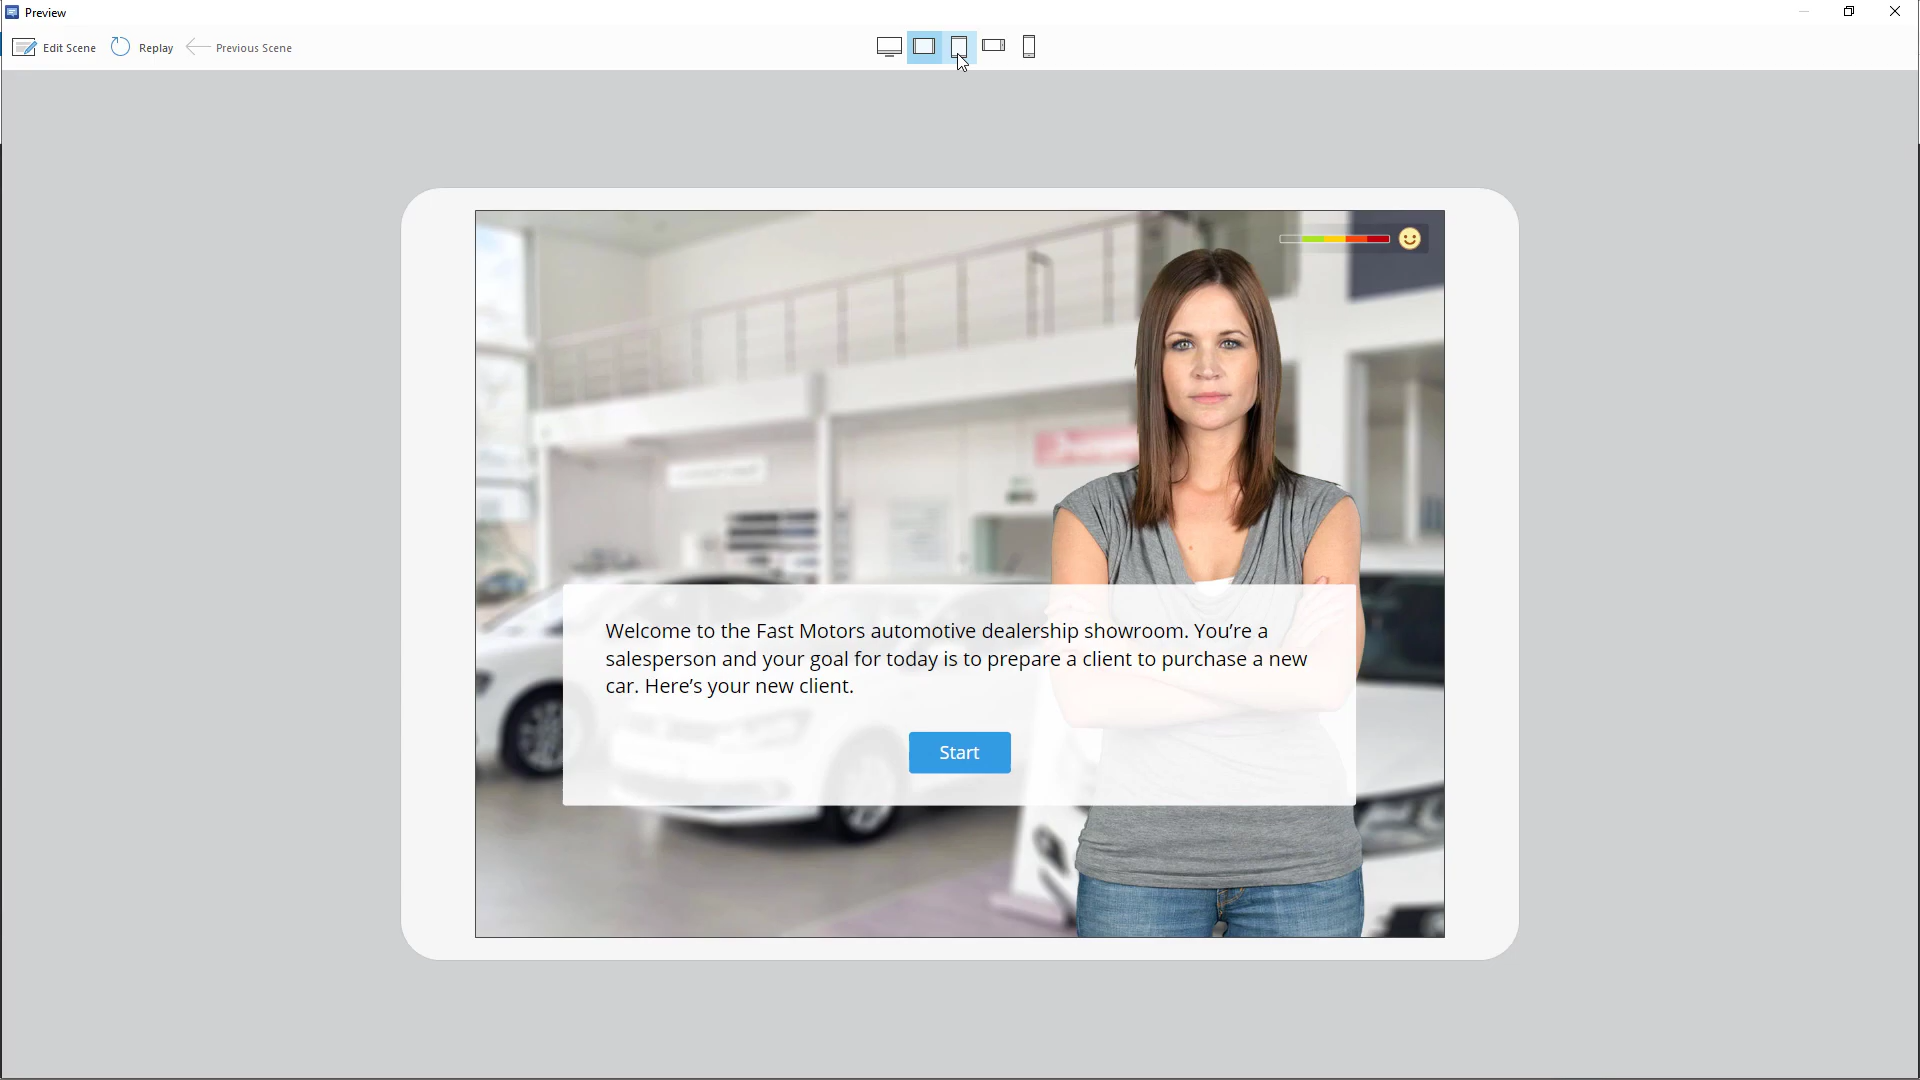 Preview
Edit Scene
Replay
Previous Scene
Welcome to the Fast Motors automotive dealership showroom. You’re a
salesperson and your goal for today is to prepare a client to purchase a new
car. Here’s your new client.
Start